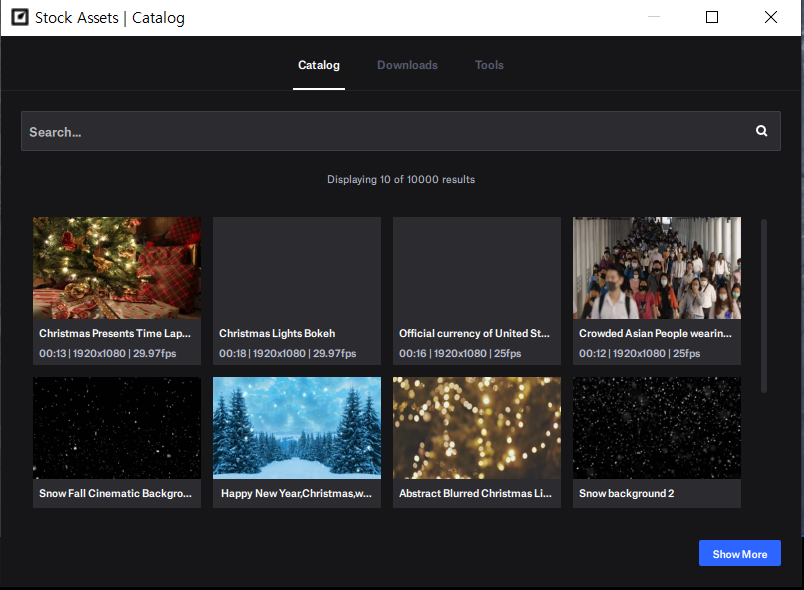 Stock Assets | Catalog
Catalog Downloads Tools
Search...
Displaying 10 of 10000 results
Christmas Presents Time Lap...
00:13 | 1920x1080 | 29.97fps
Christmas Lights Bokeh
00:18 | 1920x1080 | 29.97fps
Official currency of United St...
00:16 | 1920x1080 | 25fps
Crowded Asian People wearin...
00:12 | 1920x1080 | 25fps
Snow Fall Cinematic Backgro...
Happy New Year,Christmas,w...
Abstract Blurred Christmas Li...
Snow background 2
Show More